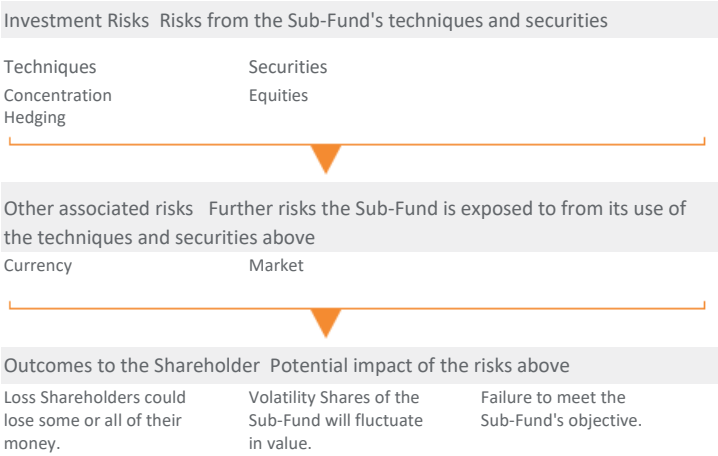 Investment Risks  Risks from the Sub-Fund's techniques and securities
Techniques
Securities
Concentration
Hedging
Equities
Other associated risks  Further risks the Sub-Fund is exposed to from its use of
the techniques and securities above
Currency
Market
Outcomes to the Shareholder  Potential impact of the risks above
Loss Shareholders could
lose some or all of their
money.
Volatility Shares of the
Sub-Fund will fluctuate
in value.
Failure to meet the
Sub-Fund's objective.